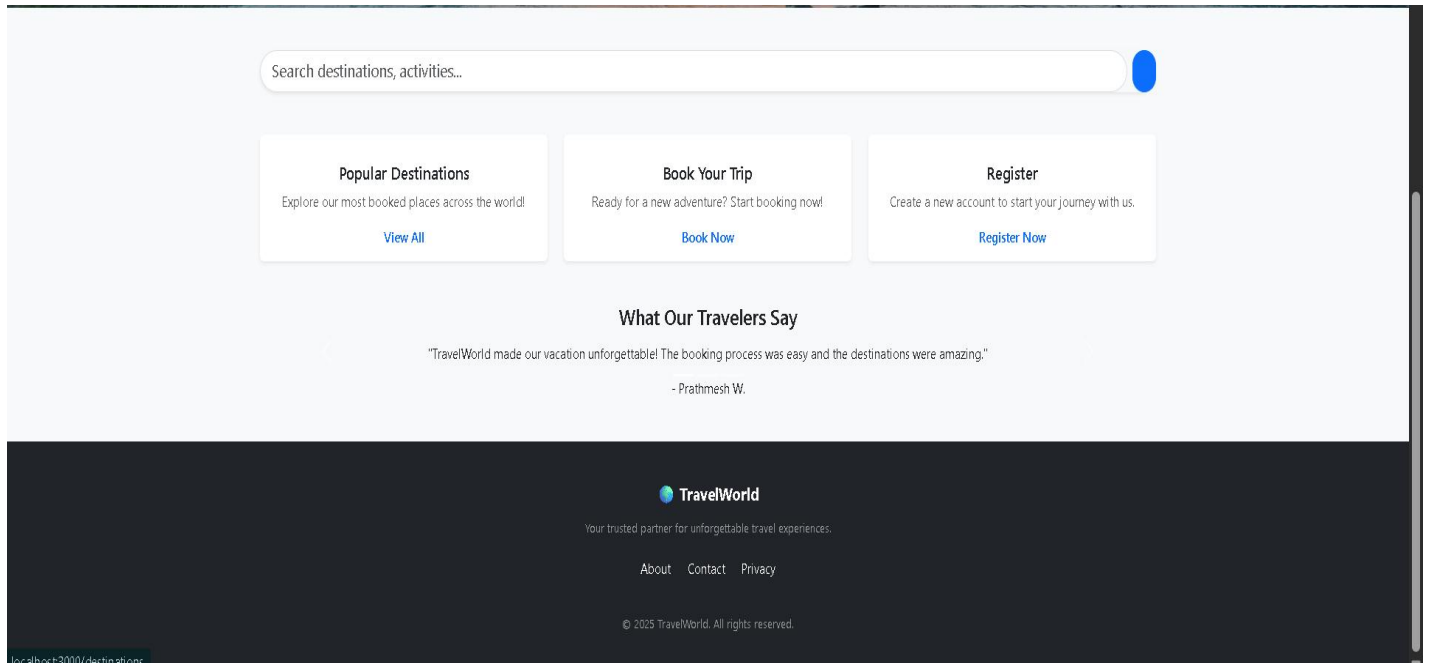 Search destinations, activities...
Popular Destinations
Explore our most booked places across the world!
View All
Book Your Trip
Ready for a new adventure? Start booking now!
Book Now
Register
Create a new account to start your journey with us.
Register Now
What Our Travelers Say
"TravelWorld made our vacation unforgettable! The booking process was easy and the destinations were amazing."
- Prathmesh W.
TravelWorld
Your trusted partner for unforgettable travel experiences.
About Contact Privacy
© 2025 TravelWorld. All rights reserved.
localhost:3000/destinations